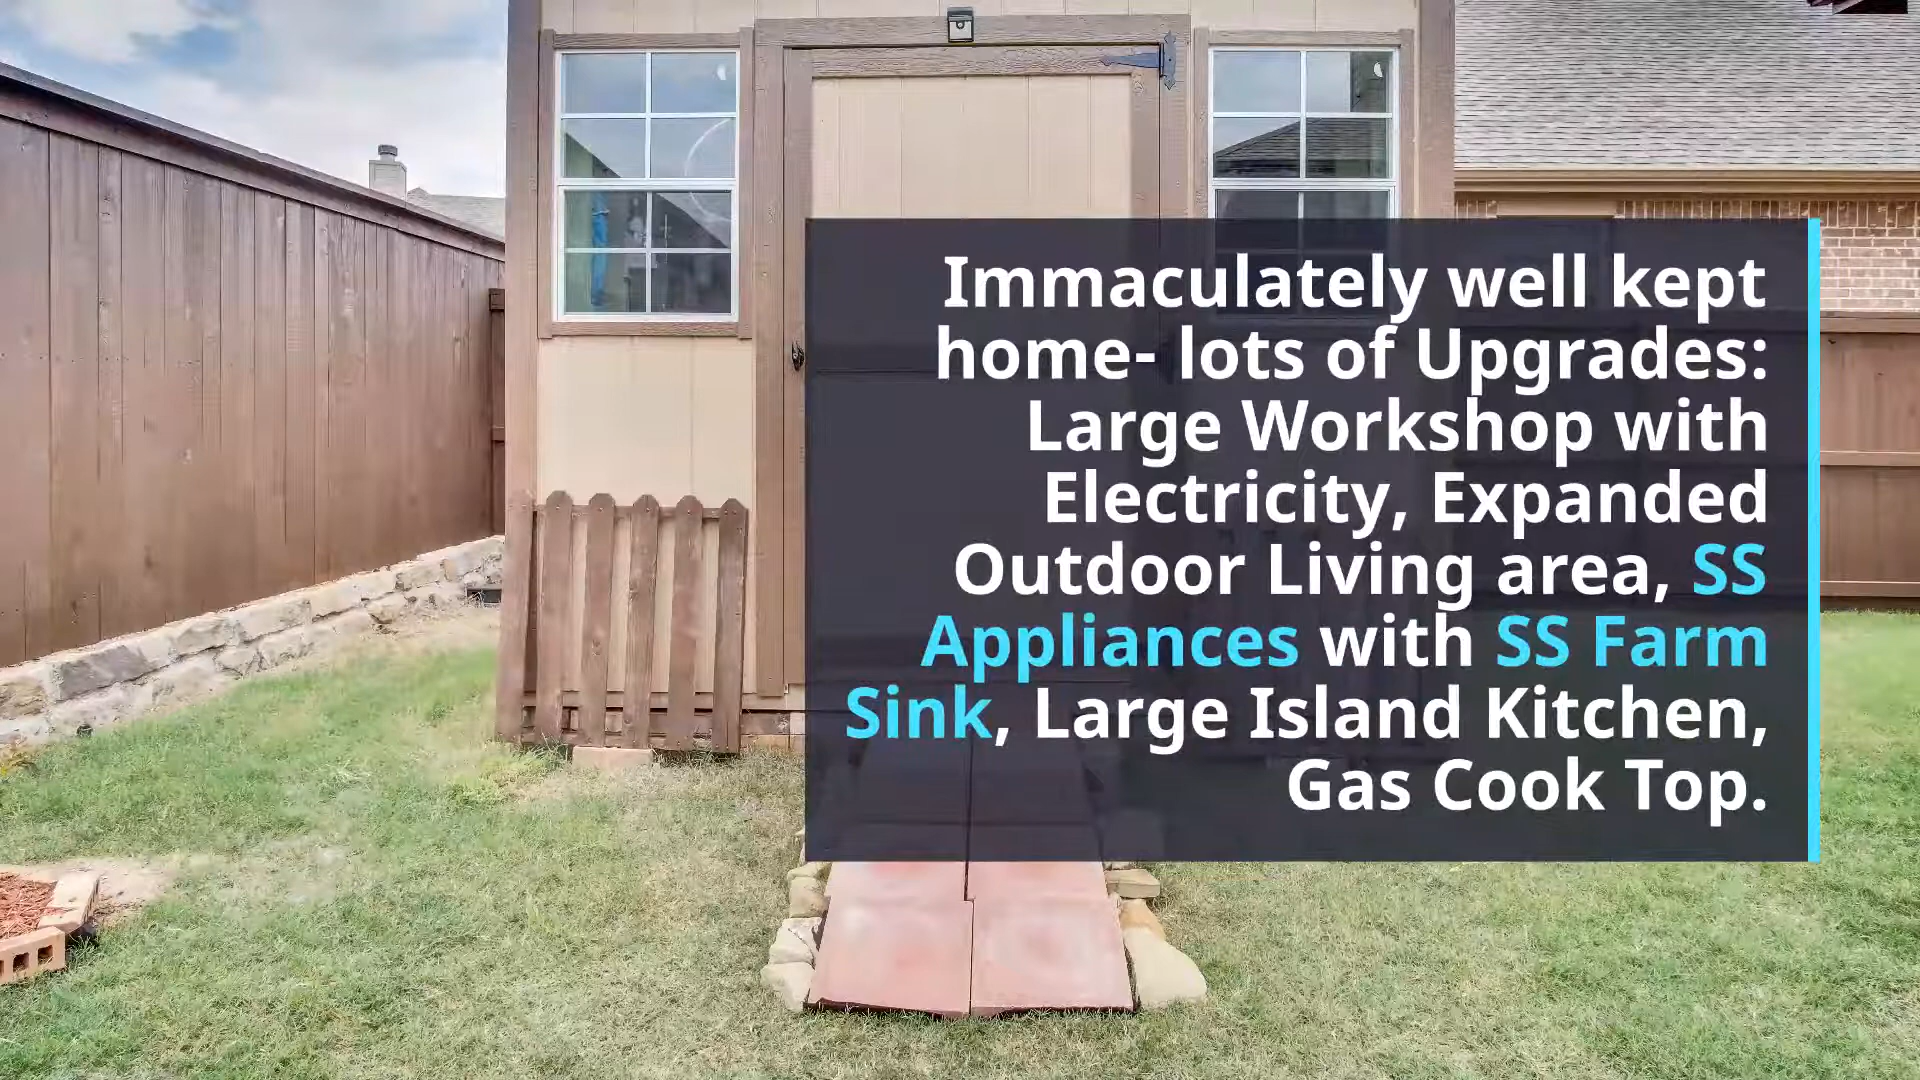 Immaculately well kept
home- lots of Upgrades:
Large Workshop with
Electricity, Expanded
Outdoor Living area, SS
Appliances with SS Farm
Sink, Large Island Kitchen,
Gas Cook Top.